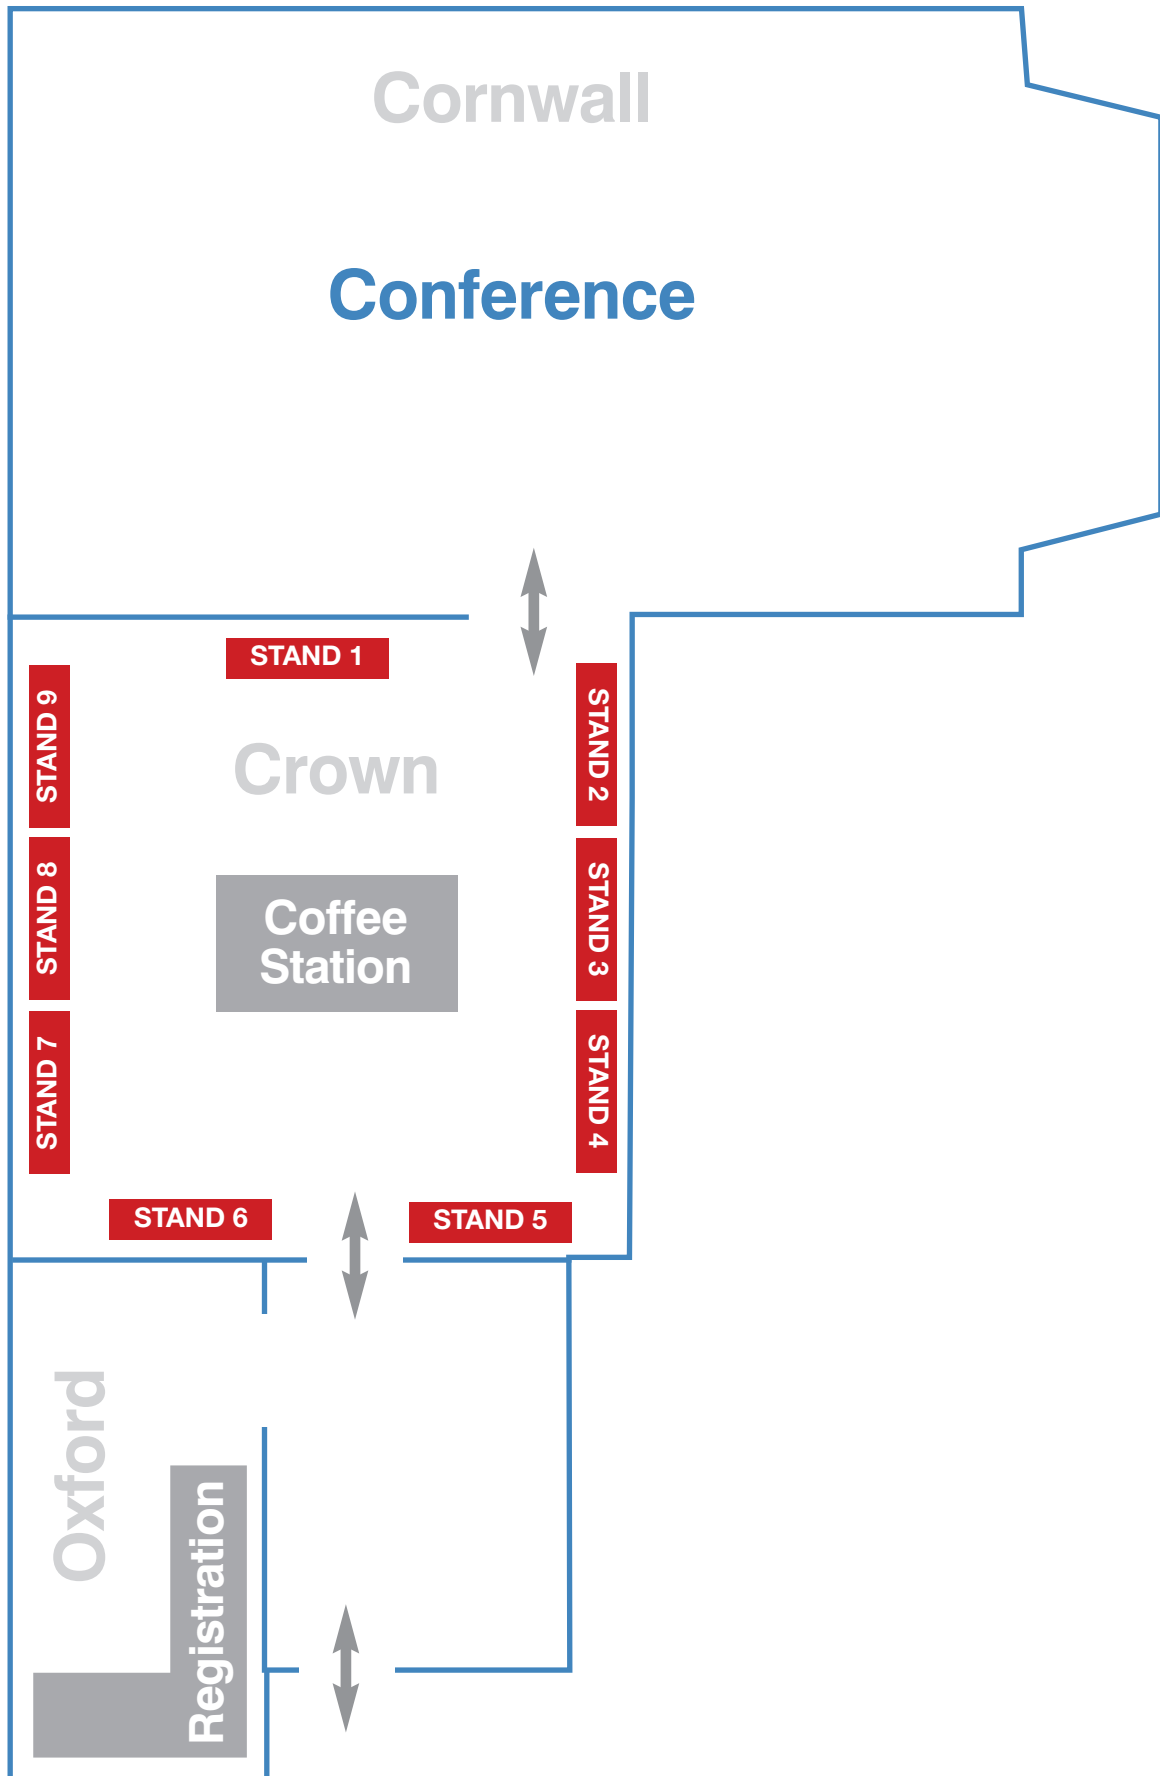 Cornwall
Conference
STAND 1
STAND 9
STAND 2
Crown
STAND 8
Coffee
Station
STAND 3
STAND 7
STAND 4
STAND 6
STAND 5
Oxford
Registration